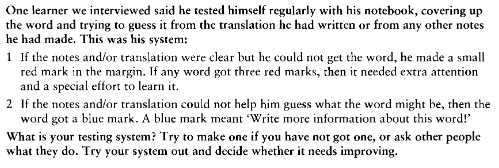 One learner we interviewed said he tested himself regularly with his notebook, covering up
the word and trying to guess it from the translation he had written or from any other notes
he had made. This was his system:
1 If the notes and/or translation were clear but he could not get the word, he made a small
red mark in the margin. If any word got three red marks, then it needed extra attention
and a special effort to learn it.
2 If the notes and/or translation could not help him guess what the word might be, then the
word got a blue mark. A blue mark meant ‘Write more information about this word!’
What is your testing system? Try to make one if you have not got one, or ask other people
what they do. Try your system out and decide whether it needs improving.